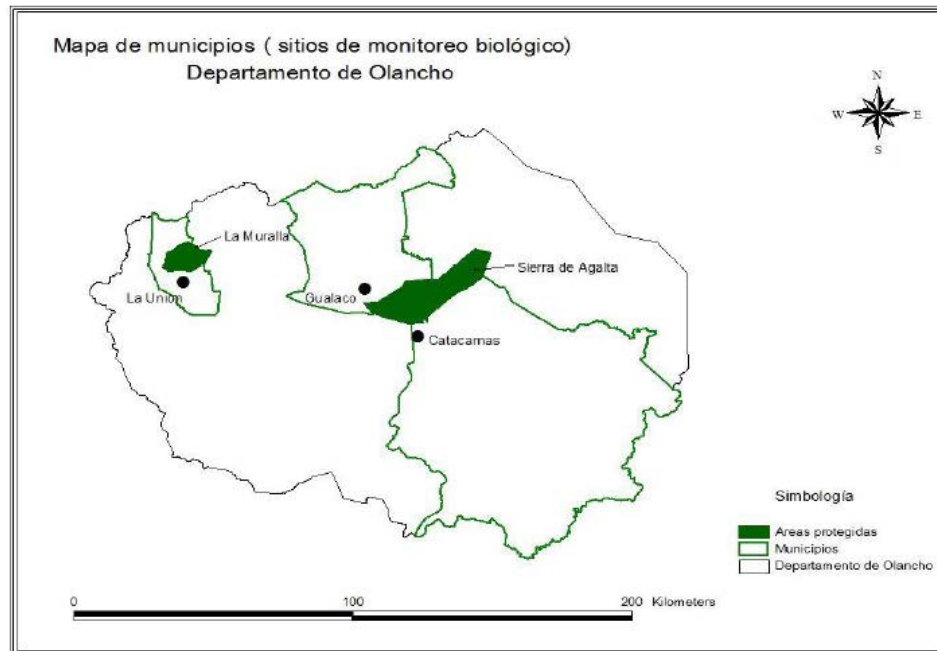 Mapa de municipios ( sitios de monitoreo biológico)
Departamento de Olancho
N
W E
S
La Muralla
Sierra de Agalta
La Union
Gualaco
Catacamas
Simbología
Areas protegidas
Municipios
Departamento de Olancho
0 100 200 Kilometers